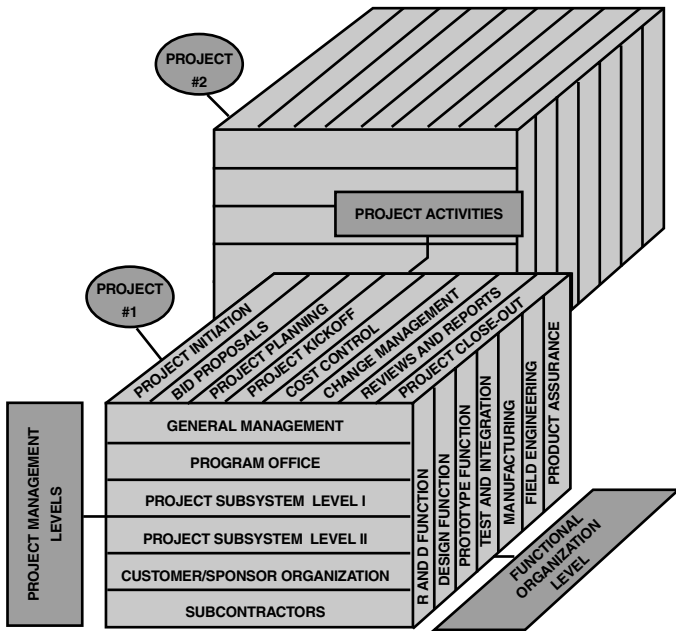 PROJECT
#2
PROJECT ACTIVITIES
PROJECT
#1
PROJECT INITIATION
BID PROPOSALS
PROJECT PLANNING
PROJECT KICKOFF
COST CONTROL
CHANGE MANAGEMENT
REVIEWS AND REPORTS
PROJECT CLOSE-OUT
PROJECT MANAGEMENT
LEVELS
GENERAL MANAGEMENT
PROGRAM OFFICE
PROJECT SUBSYSTEM LEVEL I
PROJECT SUBSYSTEM LEVEL II
CUSTOMER/SPONSOR ORGANIZATION
SUBCONTRACTORS
R AND D FUNCTION
DESIGN FUNCTION
PROTOTYPE FUNCTION
TEST AND INTEGRATION
MANUFACTURING
FIELD ENGINEERING
PRODUCT ASSURANCE
FUNCTIONAL
ORGANIZATION
LEVEL